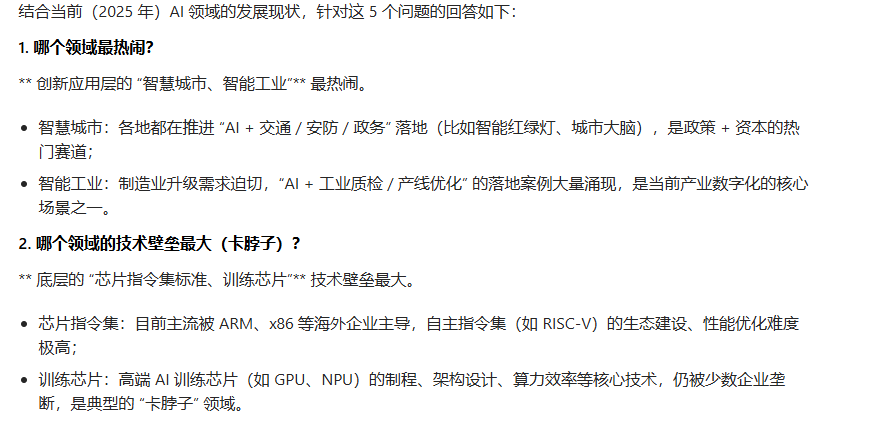 结合当前（2025 年）AI 领域的发展现状，针对这 5 个问题的回答如下：
1. 哪个领域最热闹？
** 创新应用层的 “智慧城市、智能工业”** 最热闹。
• 智慧城市：各地都在推进 “AI + 交通 / 安防 / 政务” 落地（比如智能红绿灯、城市大脑），是政策 + 资本的热
门赛道；
• 智能工业：制造业升级需求迫切，“AI + 工业质检 / 产线优化” 的落地案例大量涌现，是当前产业数字化的核心
场景之一。
2. 哪个领域的技术壁垒最大（卡脖子）？
** 底层的 “芯片指令集标准、训练芯片”** 技术壁垒最大。
• 芯片指令集：目前主流被 ARM、x86 等海外企业主导，自主指令集（如 RISC-V）的生态建设、性能优化难度
极高；
• 训练芯片：高端 AI 训练芯片（如 GPU、NPU）的制程、架构设计、算力效率等核心技术，仍被少数企业垄
断，是典型的 “卡脖子” 领域。